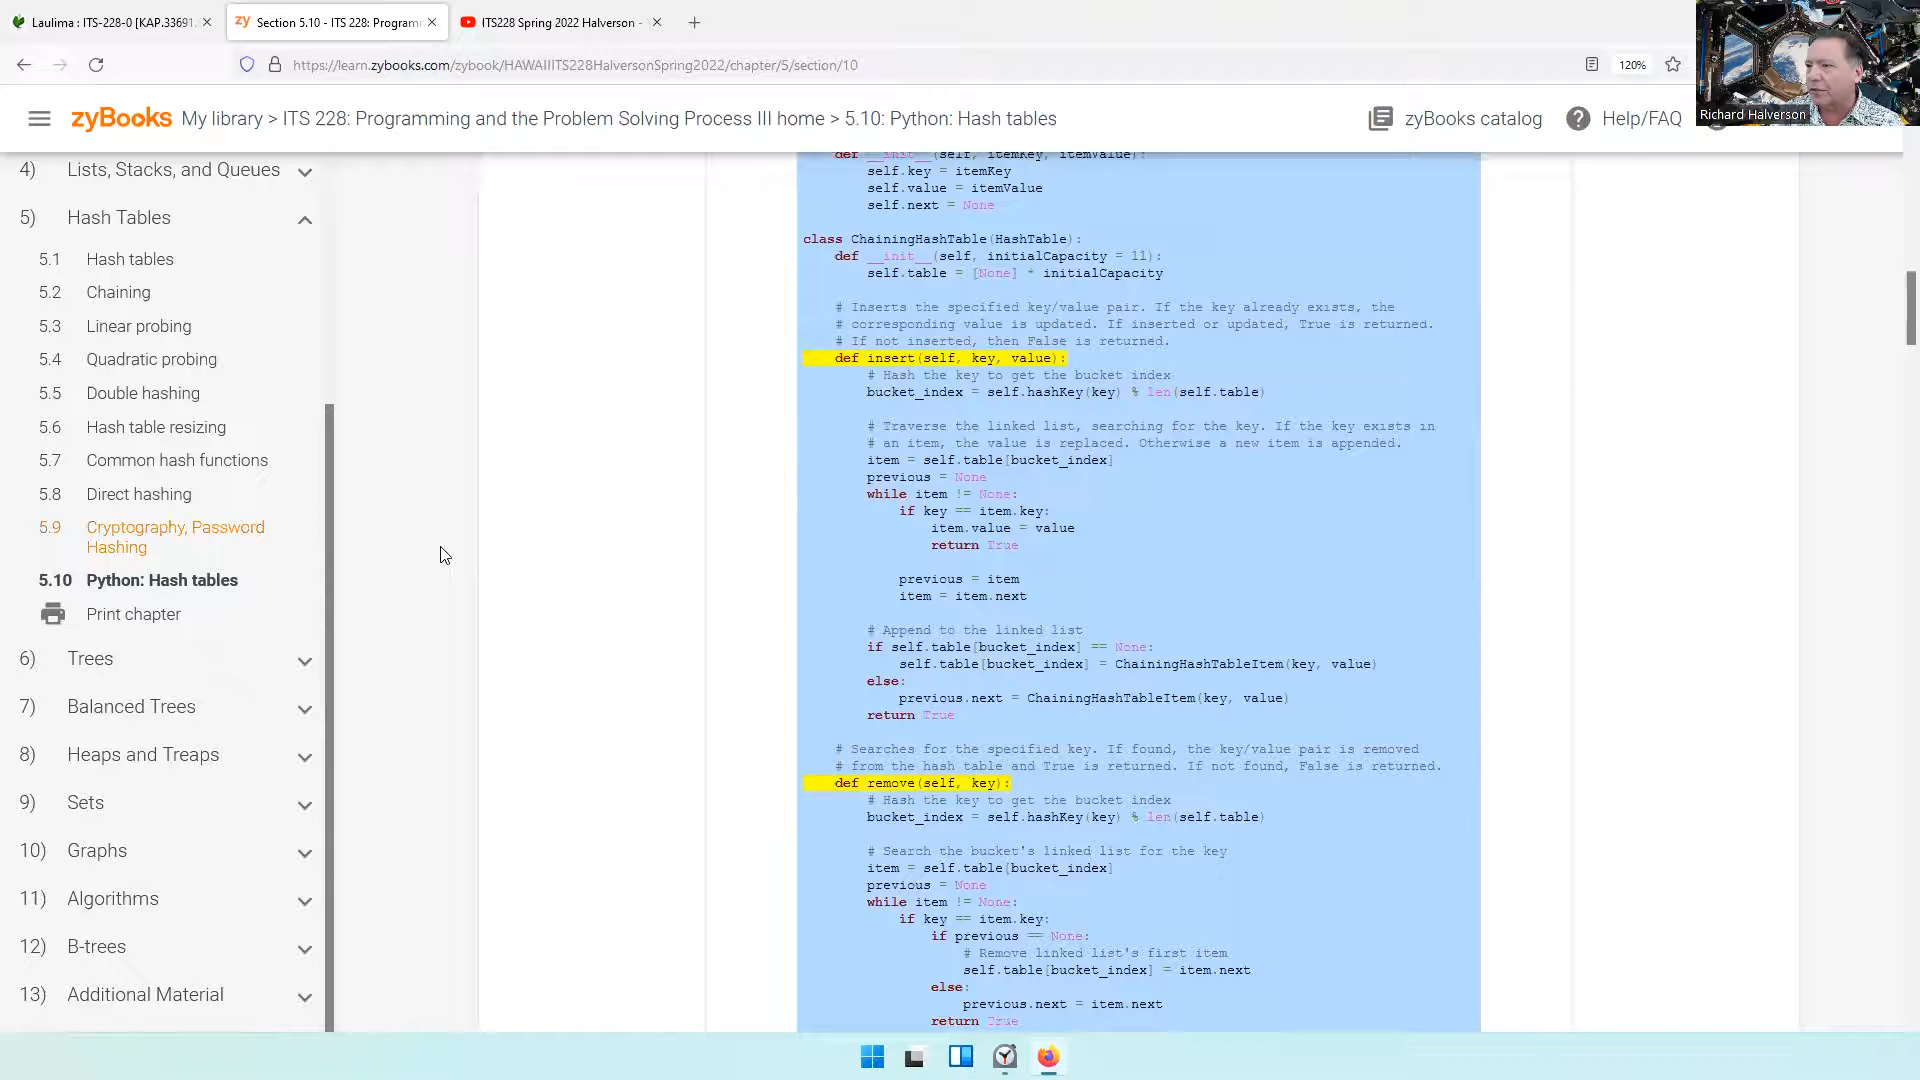 Laulima : ITS-228-0 [KAP.33691.
zy Section 5.10 - ITS 228: Programm
ITS228 Spring 2022 Halverson -
https://learn.zybooks.com/zybook/HAWAIIITS228HalversonSpring2022/chapter/5/section/10
120%
Richard Halverson
zyBooks My library > ITS 228: Programming and the Problem Solving Process III home > 5.10: Python: Hash tables
zyBooks catalog
Help/FAQ
4) Lists, Stacks, and Queues
5) Hash Tables
5.1 Hash tables
5.2 Chaining
5.3 Linear probing
5.4 Quadratic probing
5.5 Double hashing
5.6 Hash table resizing
5.7 Common hash functions
5.8 Direct hashing
5.9 Cryptography, Password
Hashing
5.10 Python: Hash tables
Print chapter
6) Trees
7) Balanced Trees
8) Heaps and Treaps
9) Sets
10) Graphs
11) Algorithms
12) B-trees
13) Additional Material
def __init__(self, itemKey, itemValue):
self.key = itemKey
self.value = itemValue
self.next = None
class ChainingHashTable(HashTable):
def __init__(self, initialCapacity = 11):
self.table = [None] * initialCapacity
# Inserts the specified key/value pair. If the key already exists, the
# corresponding value is updated. If inserted or updated, True is returned.
# If not inserted, then False is returned.
def insert(self, key, value):
# Hash the key to get the bucket index
bucket_index = self.hashKey(key) % len(self.table)
# Traverse the linked list, searching for the key. If the key exists in
# an item, the value is replaced. Otherwise a new item is appended.
item = self.table[bucket_index]
previous = None
while item != None:
if key == item.key:
item.value = value
return True
previous = item
item = item.next
# Append to the linked list
if self.table[bucket_index] == None:
self.table[bucket_index] = ChainingHashTableItem(key, value)
else:
previous.next = ChainingHashTableItem(key, value)
return True
# Searches for the specified key. If found, the key/value pair is removed
# from the hash table and True is returned. If not found, False is returned.
def remove(self, key):
# Hash the key to get the bucket index
bucket_index = self.hashKey(key) % len(self.table)
# Search the bucket's linked list for the key
item = self.table[bucket_index]
previous = None
while item != None:
if key == item.key:
if previous == None:
# Remove linked list's first item
self.table[bucket_index] = item.next
else:
previous.next = item.next
return True